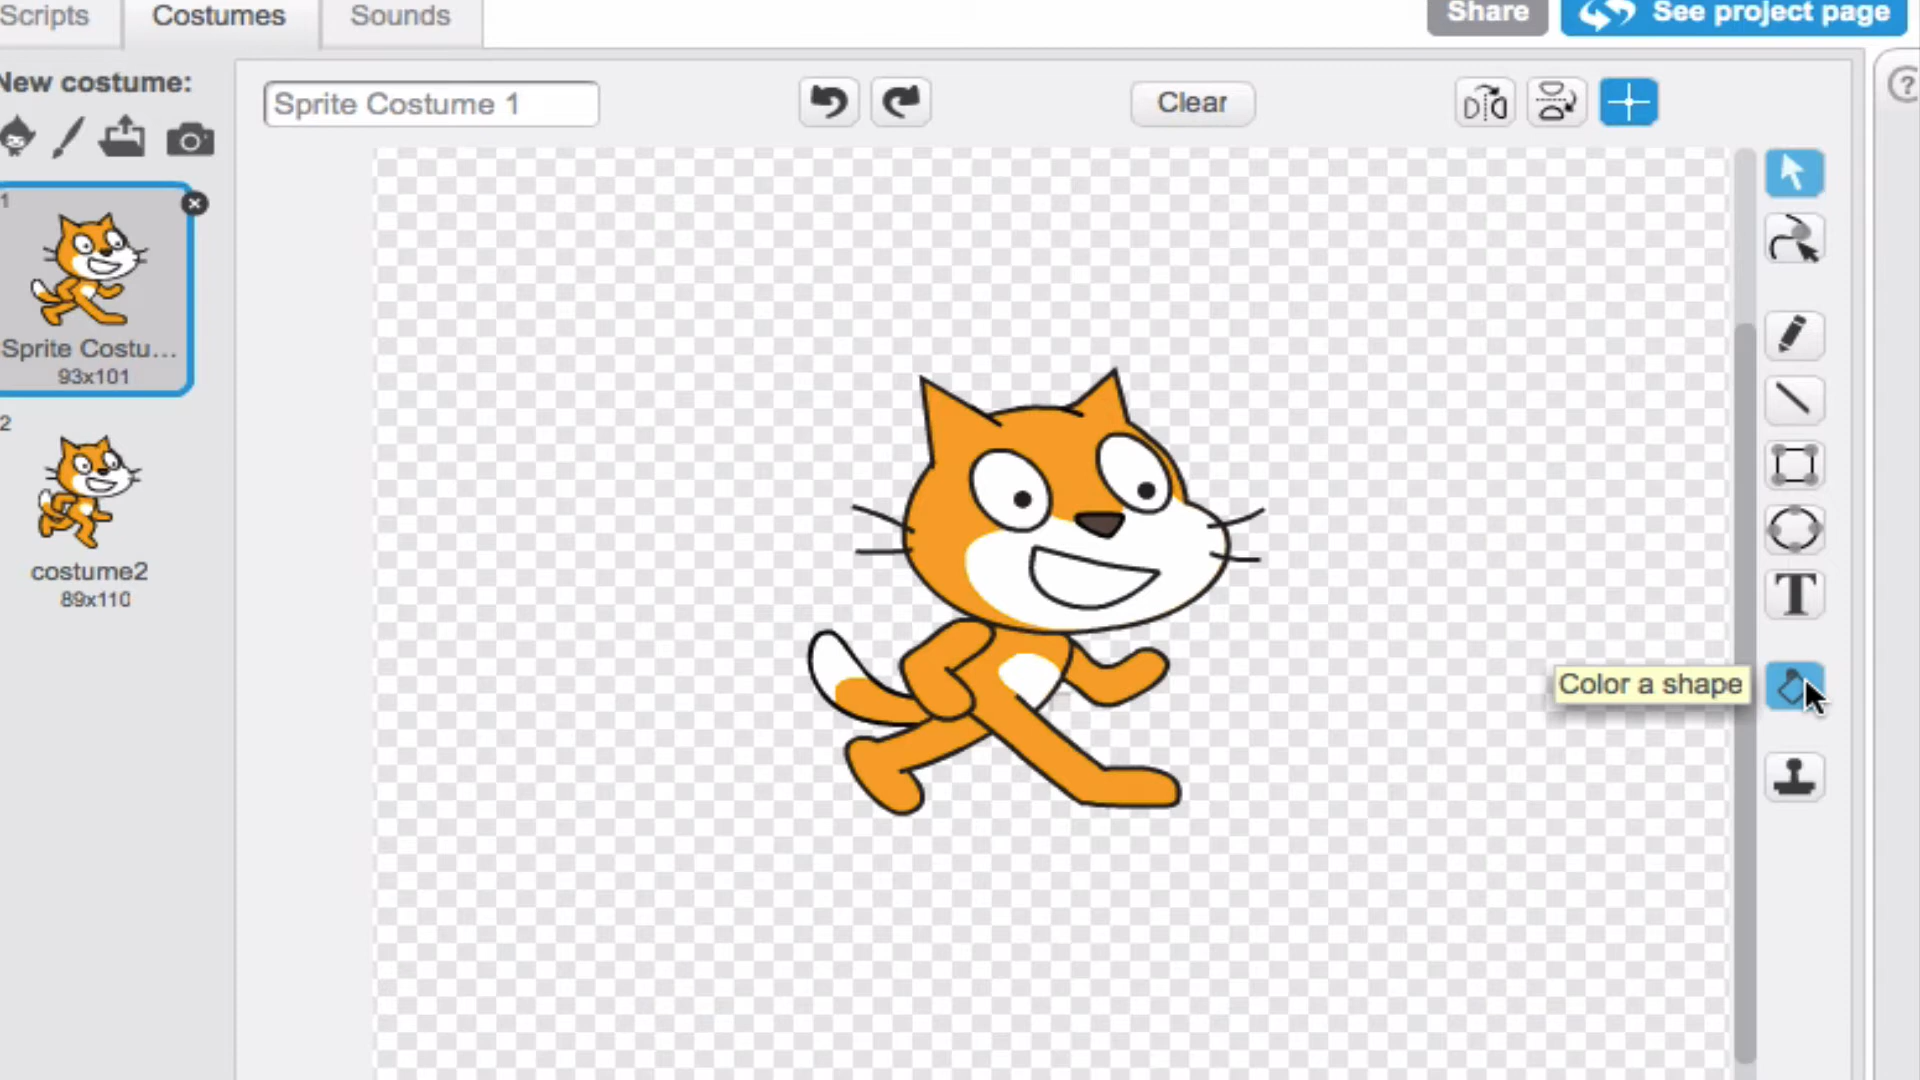 Scripts
Costumes
Sounds
Share
See project page
New costume:
Sprite Costume 1
Clear
?
1
Sprite Costu...
93x101
2
costume2
89x110
T
Color a shape